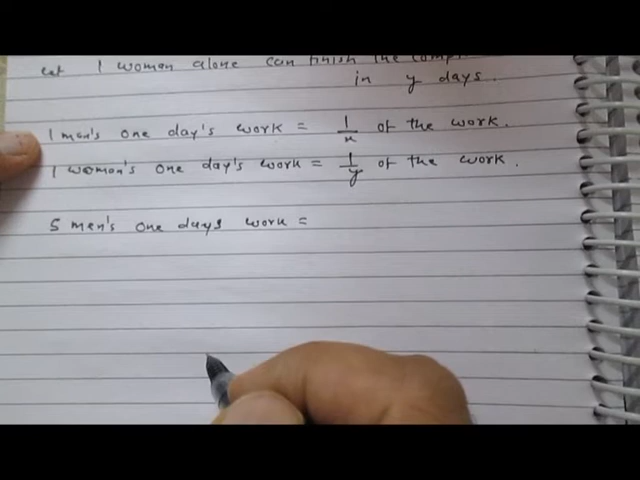 Let 1 woman alone can finish the
in y days.
1 man's one day's work = 1/x of the work.
1 woman's one day's work = 1/y of the work.
5 men's one days work =